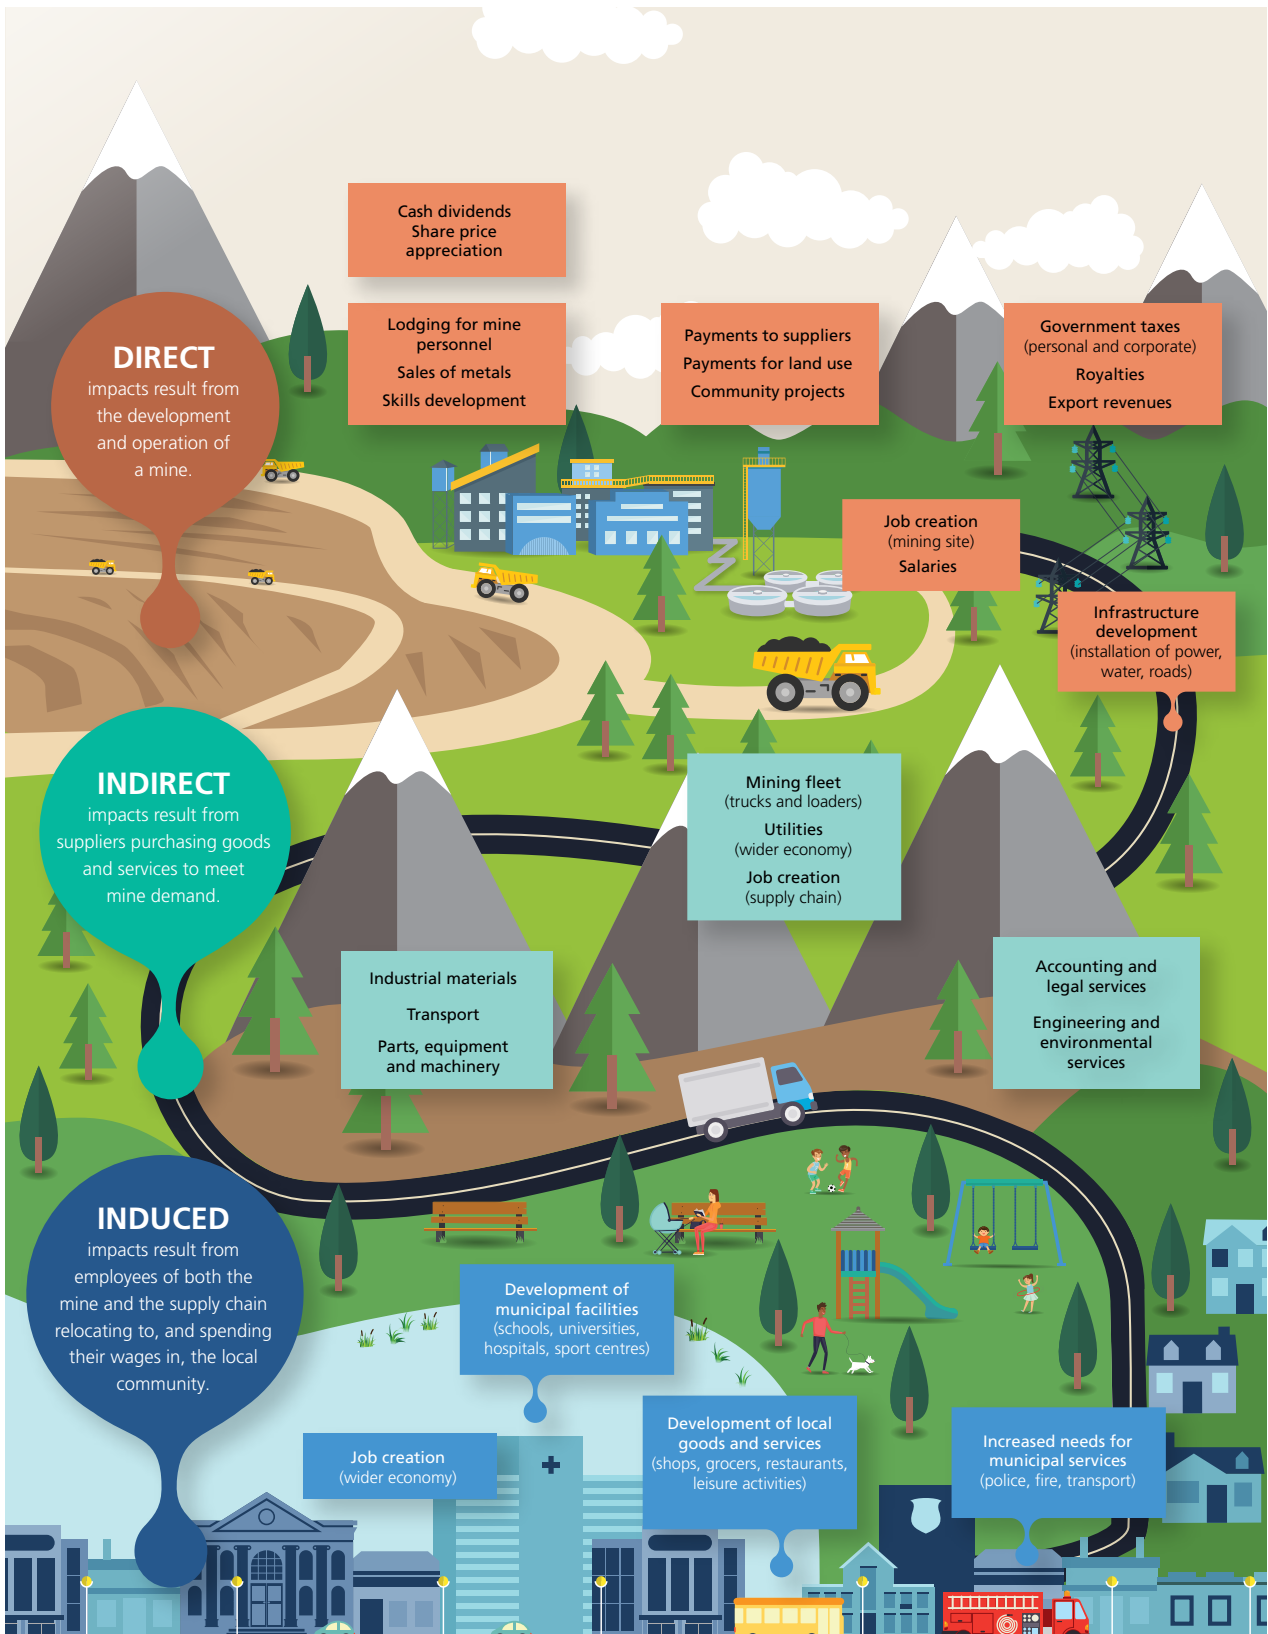 Cash dividends
Share price
appreciation
DIRECT
impacts result from
the development
and operation of
a mine.
Lodging for mine
personnel
Sales of metals
Skills development
Payments to suppliers
Payments for land use
Community projects
Government taxes
(personal and corporate)
Royalties
Export revenues
Job creation
(mining site)
Salaries
Infrastructure
development
(installation of power,
water, roads)
INDIRECT
impacts result from
suppliers purchasing goods
and services to meet
mine demand.
Mining fleet
(trucks and loaders)
Utilities
(wider economy)
Job creation
(supply chain)
Industrial materials
Transport
Parts, equipment
and machinery
Accounting and
legal services
Engineering and
environmental
services
INDUCED
impacts result from
employees of both the
mine and the supply chain
relocating to, and spending
their wages in, the local
community.
Development of
municipal facilities
(schools, universities,
hospitals, sport centres)
Job creation
(wider economy)
Development of local
goods and services
(shops, grocers, restaurants,
leisure activities)
Increased needs for
municipal services
(police, fire, transport)